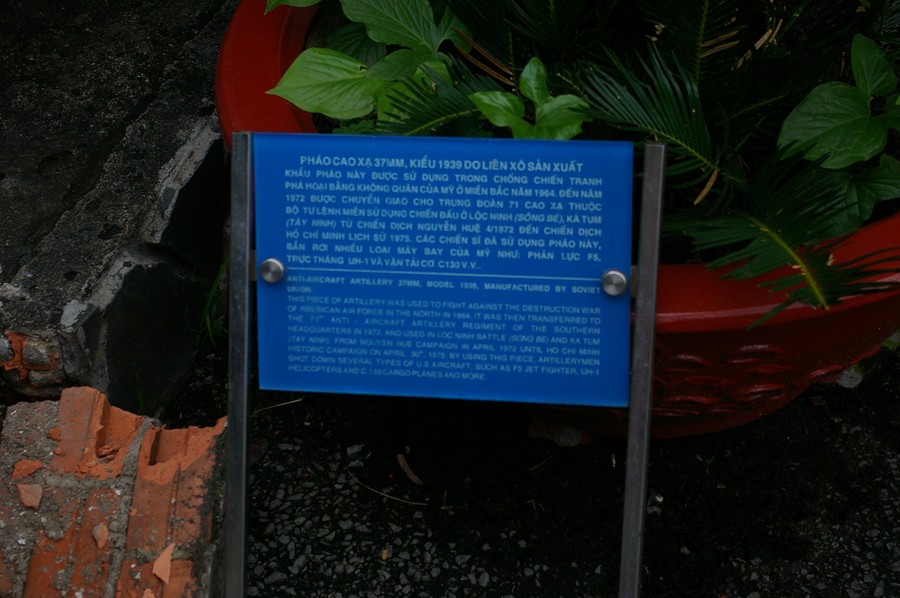 PHÁO CAO XẠ 37MM, KIỂU 1939 DO LIÊN XÔ SẢN XUẤT
KHẨU PHÁO NÀY ĐƯỢC SỬ DỤNG TRONG CHỐNG CHIẾN TRANH
PHÁ HOẠI BẰNG KHÔNG QUÂN CỦA MỸ Ở MIỀN BẮC NĂM 1964. ĐẾN NĂM
1972 ĐƯỢC CHUYỂN GIAO CHO TRUNG ĐOÀN 71 CAO XẠ THUỘC
BỘ TƯ LỆNH MIỀN SỬ DỤNG CHIẾN ĐẤU Ở LỘC NINH (SÔNG BÉ), KÀ TUM
(TÂY NINH) TỪ CHIẾN DỊCH NGUYỄN HUỆ 4/1972 ĐẾN CHIẾN DỊCH
HỒ CHÍ MINH LỊCH SỬ 1975. CÁC CHIẾN SĨ ĐÃ SỬ DỤNG PHÁO NÀY,
BẮN RƠI NHIỀU LOẠI MÁY BAY CỦA MỸ NHƯ: PHẢN LỰC F5,
TRỰC THĂNG UH-1 VÀ VẬN TẢI CƠ C130 V.V..
ANTI-AIRCRAFT ARTILLERY 37MM, MODEL 1939, MANUFACTURED BY SOVIET
UNION.
THIS PIECE OF ARTILLERY WAS USED TO FIGHT AGAINST THE DESTRUCTION WAR
OF AMERICAN AIR FORCE IN THE NORTH IN 1964. IT WAS THEN TRANSFERRED TO
THE 71ST ANTI - AIRCRAFT ARTILLERY REGIMENT OF THE SOUTHERN
HEADQUARTERS IN 1972, AND USED IN LOC NINH BATTLE (SONG BE) AND KA TUM
(TAY NINH), FROM NGUYEN HUE CAMPAIGN IN APRIL 1972 UNTIL HO CHI MINH
HISTORIC CAMPAIGN ON APRIL 30TH, 1975. BY USING THIS PIECE, ARTILLERYMEN
SHOT DOWN SEVERAL TYPES OF U.S AIRCRAFT, SUCH AS F5 JET FIGHTER, UH-1
HELICOPTERS AND C.130 CARGO PLANES AND MORE.